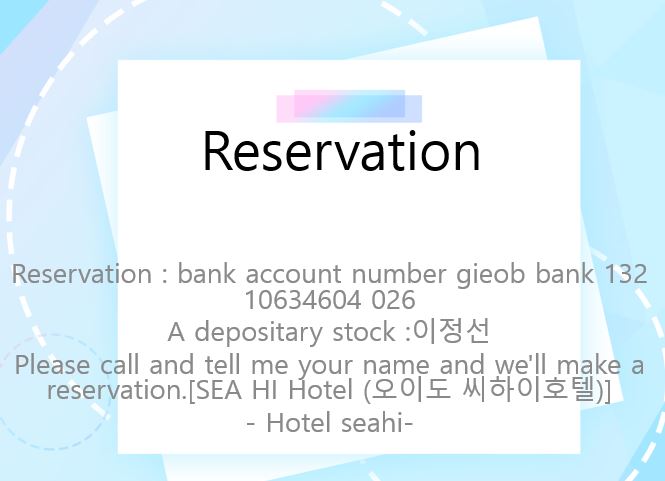 Reservation
Reservation : bank account number gieob bank 132
10634604 026
A depositary stock :이정선
Please call and tell me your name and we'll make a
reservation.[SEA HI Hotel (오이도 씨하이호텔)]
- Hotel seahi-